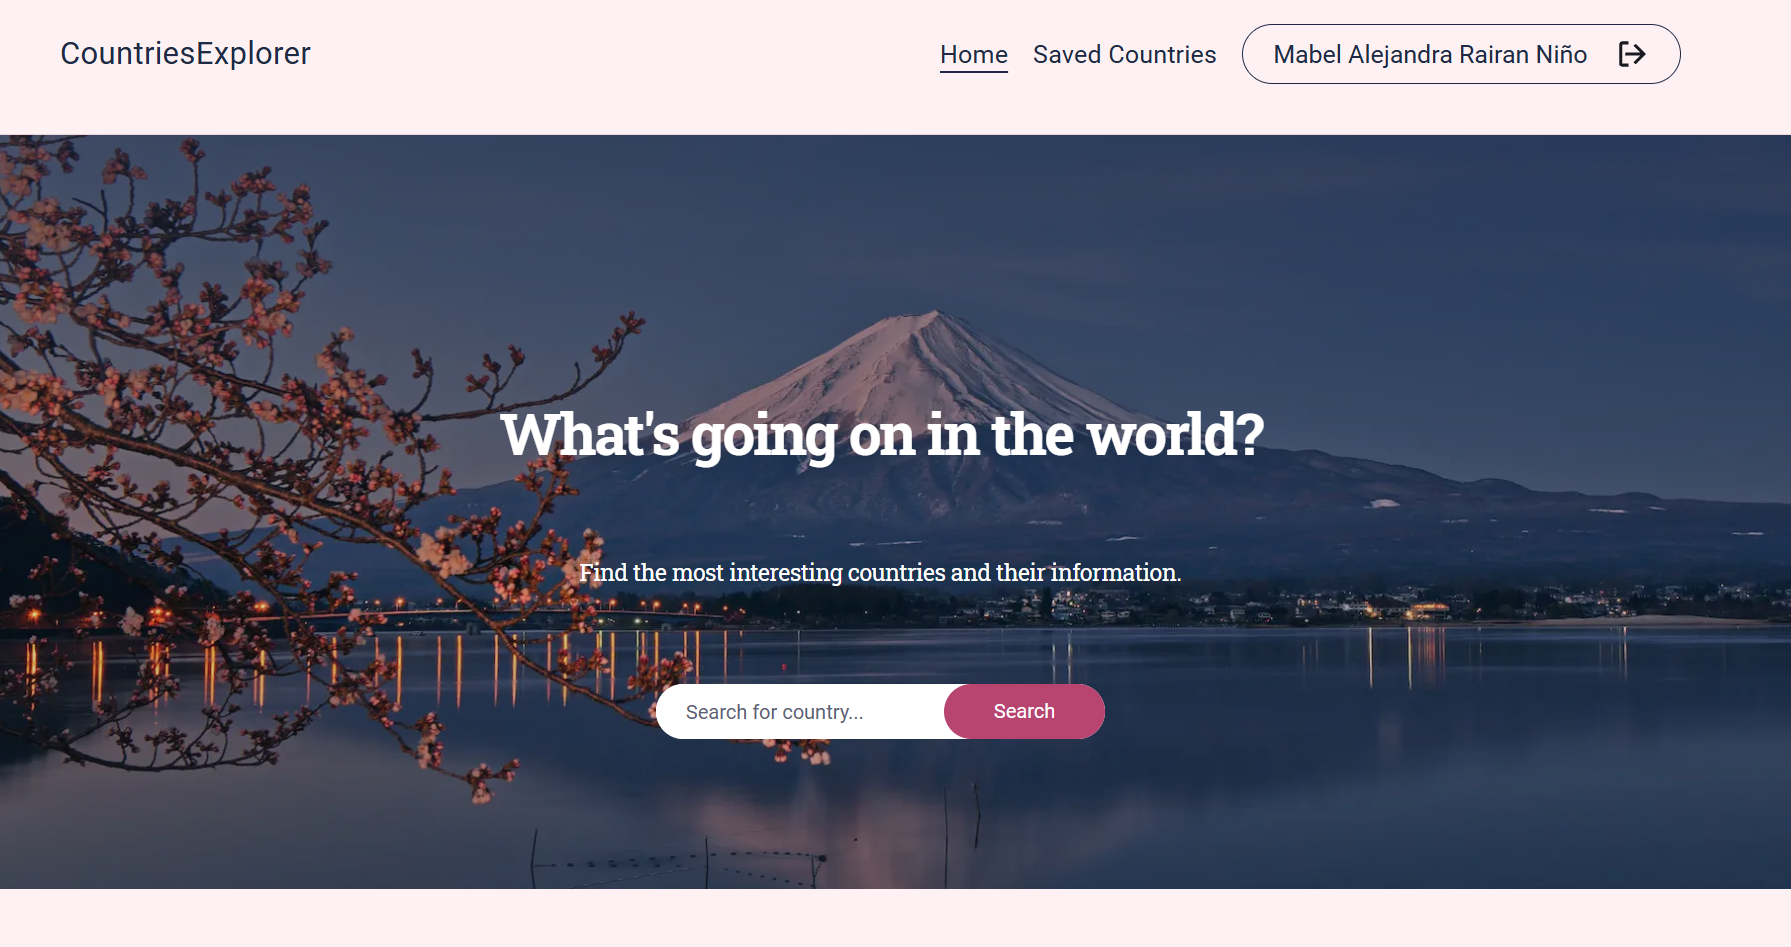 CountriesExplorer
Home
Saved Countries
Mabel Alejandra Rairan Niño
What's going on in the world?
Find the most interesting countries and their information.
Search for country...
Search